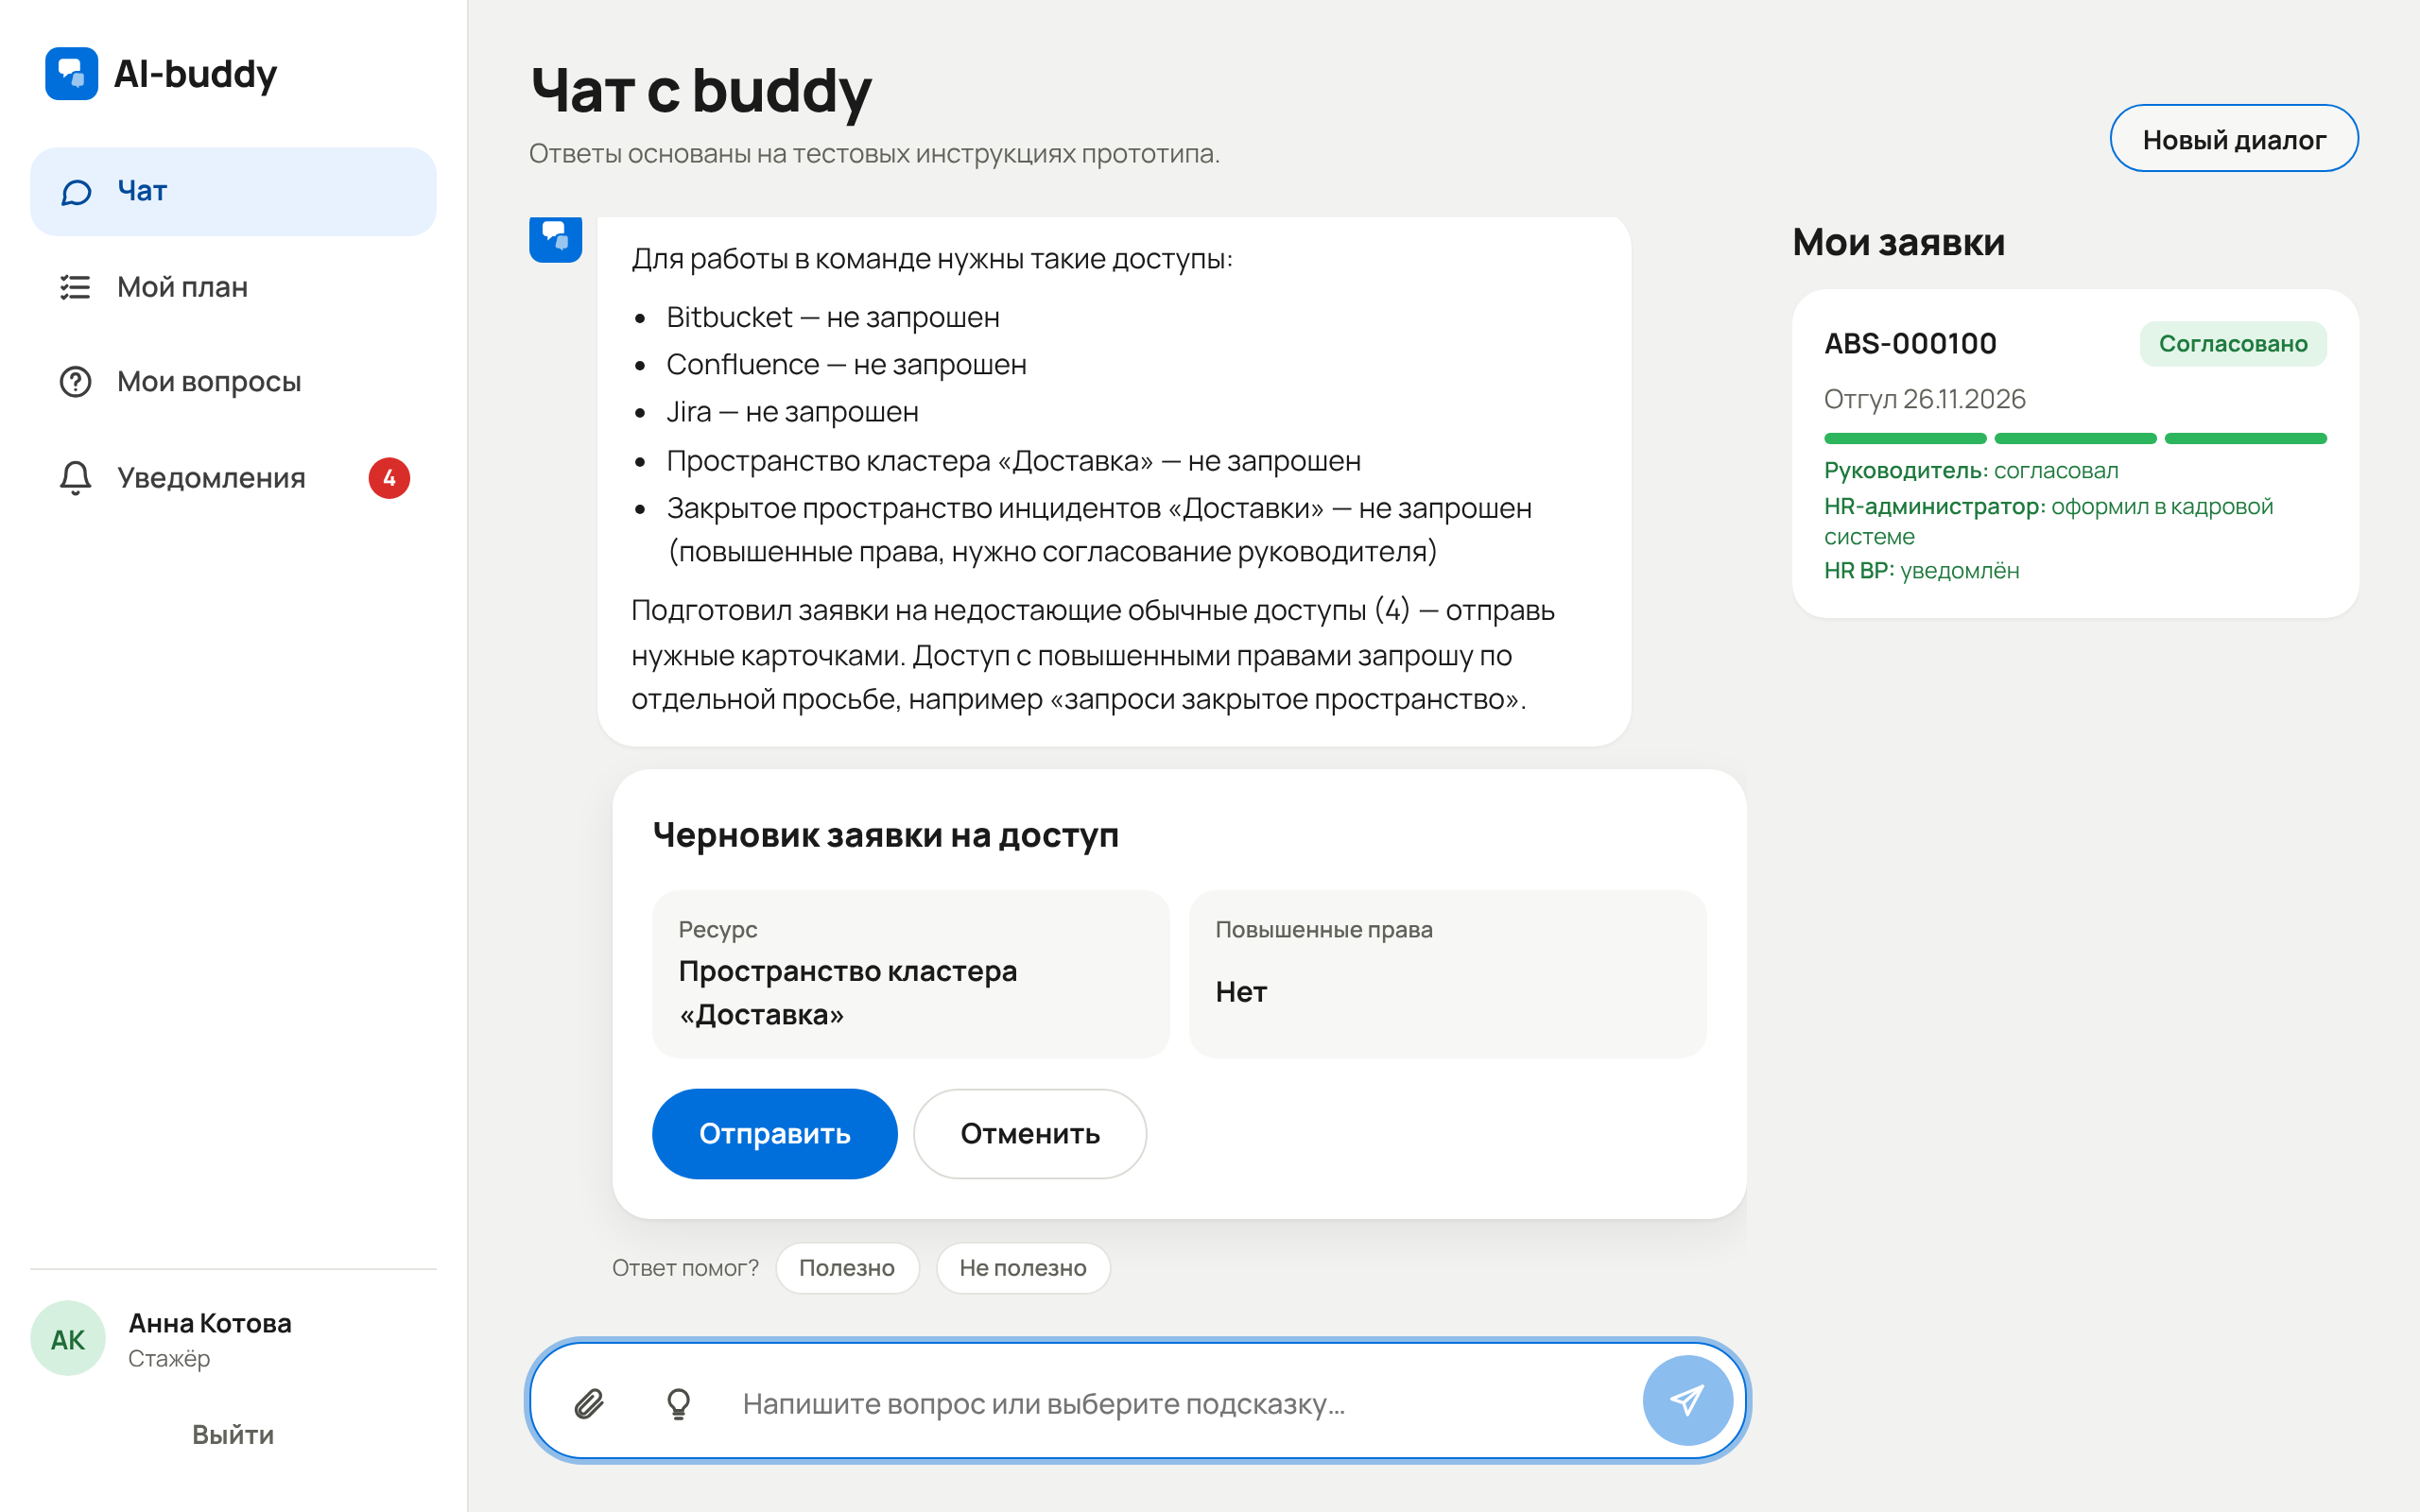 AI-buddy
Чат
Мой план
Мои вопросы
Уведомления
4
АК
Анна Котова
Стажёр
Выйти
Чат с buddy
Ответы основаны на тестовых инструкциях прототипа.
Новый диалог
Для работы в команде нужны такие доступы:
Bitbucket — не запрошен
Confluence — не запрошен
Jira — не запрошен
Пространство кластера «Доставка» — не запрошен
Закрытое пространство инцидентов «Доставки» — не запрошен
(повышенные права, нужно согласование руководителя)
Подготовил заявки на недостающие обычные доступы (4) — отправь
нужные карточками. Доступ с повышенными правами запрошу по
отдельной просьбе, например «запроси закрытое пространство».
Черновик заявки на доступ
Ресурс
Пространство кластера
«Доставка»
Повышенные права
Нет
Отправить
Отменить
Ответ помог?
Полезно
Не полезно
Напишите вопрос или выберите подсказку...
Мои заявки
ABS-000100
Согласовано
Отгул 26.11.2026
Руководитель: согласовал
HR-администратор: оформил в кадровой
системе
HR BP: уведомлён